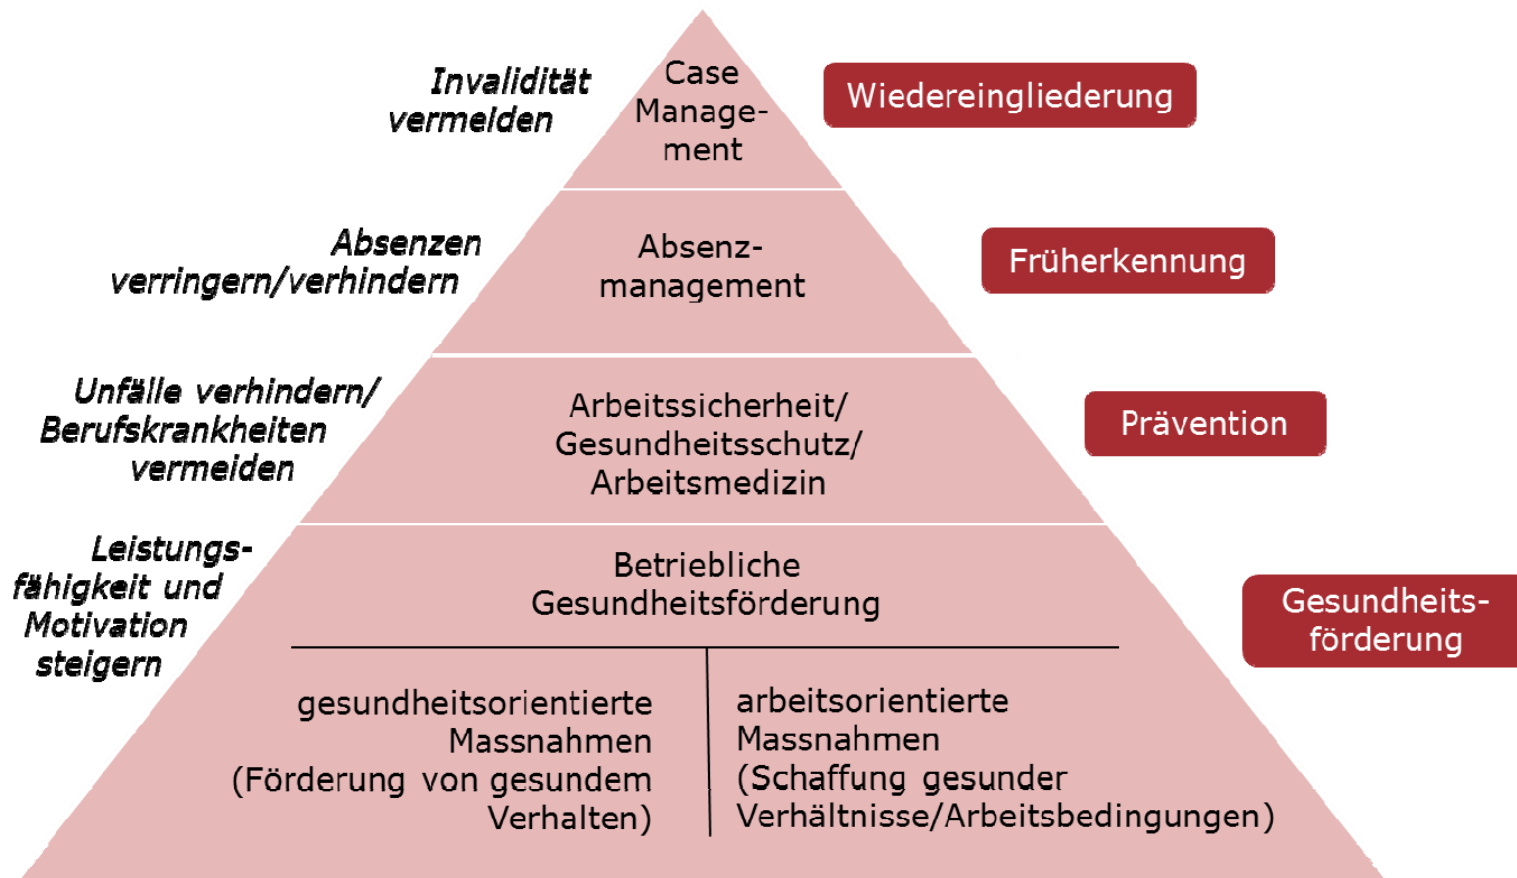 Invalidität
vermeiden
Case
Manage-
ment
Wiedereingliederung
Absenzen
verringern/verhindern
Absenz-
management
Früherkennung
Unfälle verhindern/
Berufskrankheiten
vermeiden
Arbeitssicherheit/
Gesundheitsschutz/
Arbeitsmedizin
Prävention
Leistungs-
fähigkeit und
Motivation
steigern
Betriebliche
Gesundheitsförderung
Gesundheits-
förderung
gesundheitsorientierte
Massnahmen
(Förderung von gesundem
Verhalten)
arbeitsorientierte
Massnahmen
(Schaffung gesunder
Verhältnisse/Arbeitsbedingungen)